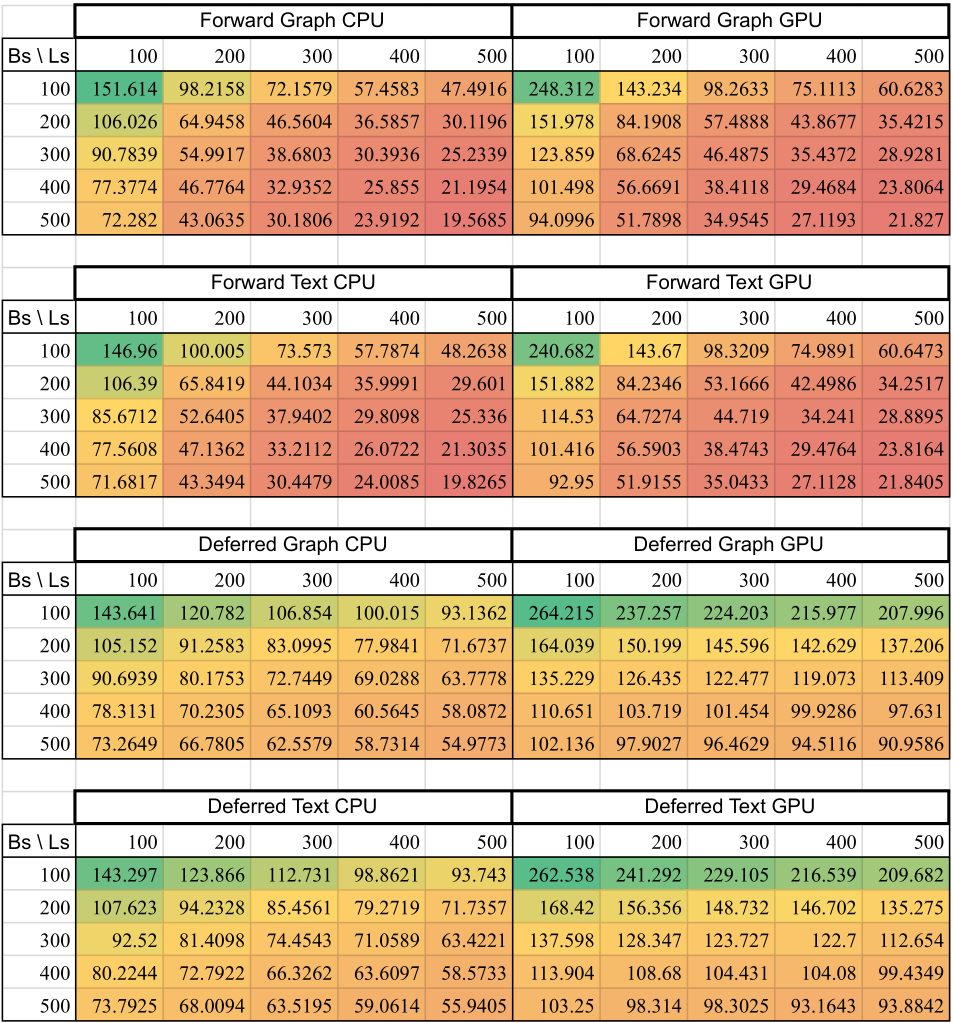 Forward Graph CPU Forward Graph GPU
Bs \ Ls 100 200 300 400 500 100 200 300 400 500
100 151.614 98.2158 72.1579 57.4583 47.4916 248.312 143.234 98.2633 75.1113 60.6283
200 106.026 64.9458 46.5604 36.5857 30.1196 151.978 84.1908 57.4888 43.8677 35.4215
300 90.7839 54.9917 38.6803 30.3936 25.2339 123.859 68.6245 46.4875 35.4372 28.9281
400 77.3774 46.7764 32.9352 25.855 21.1954 101.498 56.6691 38.4118 29.4684 23.8064
500 72.282 43.0635 30.1806 23.9192 19.5685 94.0996 51.7898 34.9545 27.1193 21.827
Forward Text CPU Forward Text GPU
Bs \ Ls 100 200 300 400 500 100 200 300 400 500
100 146.96 100.005 73.573 57.7874 48.2638 240.682 143.67 98.3209 74.9891 60.6473
200 106.39 65.8419 44.1034 35.9991 29.601 151.882 84.2346 53.1666 42.4986 34.2517
300 85.6712 52.6405 37.9402 29.8098 25.336 114.53 64.7274 44.719 34.241 28.8895
400 77.5608 47.1362 33.2112 26.0722 21.3035 101.416 56.5903 38.4743 29.4764 23.8164
500 71.6817 43.3494 30.4479 24.0085 19.8265 92.95 51.9155 35.0433 27.1128 21.8405
Deferred Graph CPU Deferred Graph GPU
Bs \ Ls 100 200 300 400 500 100 200 300 400 500
100 143.641 120.782 106.854 100.015 93.1362 264.215 237.257 224.203 215.977 207.996
200 105.152 91.2583 83.0995 77.9841 71.6737 164.039 150.199 145.596 142.629 137.206
300 90.6939 80.1753 72.7449 69.0288 63.7778 135.229 126.435 122.477 119.073 113.409
400 78.3131 70.2305 65.1093 60.5645 58.0872 110.651 103.719 101.454 99.9286 97.631
500 73.2649 66.7805 62.5579 58.7314 54.9773 102.136 97.9027 96.4629 94.5116 90.9586
Deferred Text CPU Deferred Text GPU
Bs \ Ls 100 200 300 400 500 100 200 300 400 500
100 143.297 123.866 112.731 98.8621 93.743 262.538 241.292 229.105 216.539 209.682
200 107.623 94.2328 85.4561 79.2719 71.7357 168.42 156.356 148.732 146.702 135.275
300 92.52 81.4098 74.4543 71.0589 63.4221 137.598 128.347 123.727 122.7 112.654
400 80.2244 72.7922 66.3262 63.6097 58.5733 113.904 108.68 104.431 104.08 99.4349
500 73.7925 68.0094 63.5195 59.0614 55.9405 103.25 98.314 98.3025 93.1643 93.8842